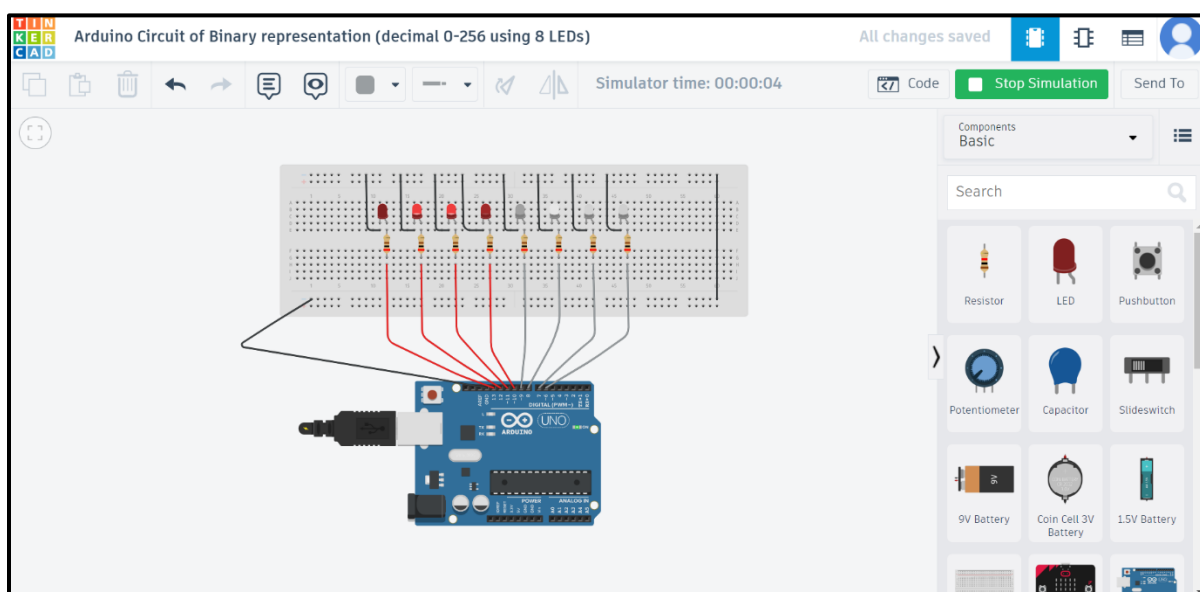 TIN
KER
CAD
Arduino Circuit of Binary representation (decimal 0-256 using 8 LEDs)
All changes saved
Simulator time: 00:00:04
Code
Stop Simulation
Send To
Components
Basic
Search
Resistor
LED
Pushbutton
Potentiometer
Capacitor
Slideswitch
9V
9V Battery
Coin Cell 3V
Battery
1.5V Battery
DIGITAL (PWM~)
UNO
ARDUINO
POWER
ANALOG IN